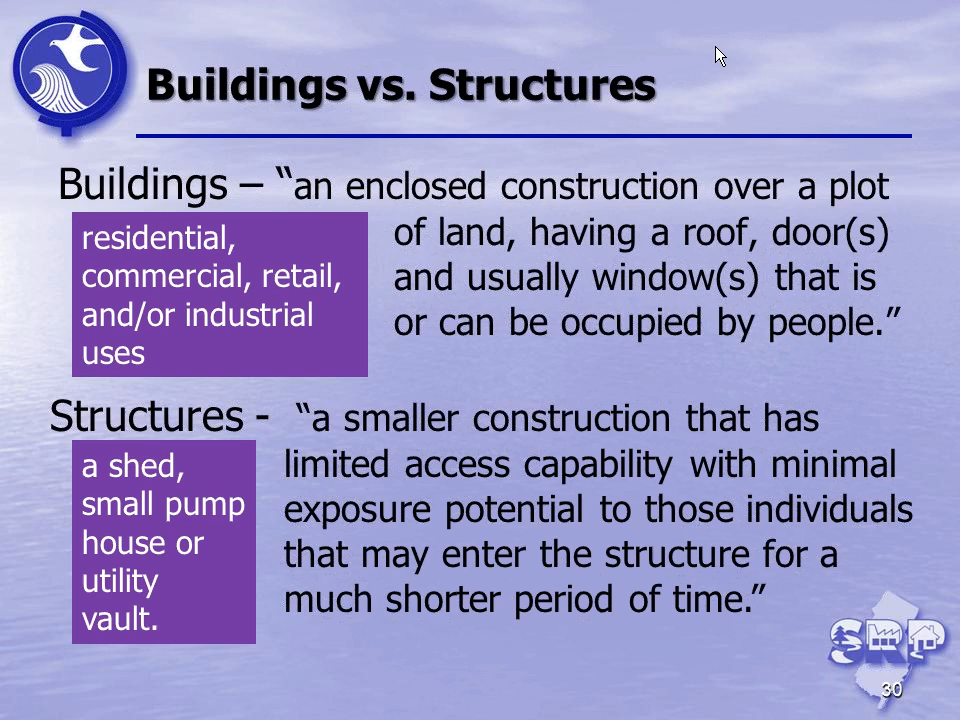 Buildings vs. Structures
Buildings – “an enclosed construction over a plot
of land, having a roof, door(s)
and usually window(s) that is
or can be occupied by people.”
residential,
commercial, retail,
and/or industrial
uses
Structures - “a smaller construction that has
limited access capability with minimal
exposure potential to those individuals
that may enter the structure for a
much shorter period of time.”
a shed,
small pump
house or
utility
vault.
SRP
30